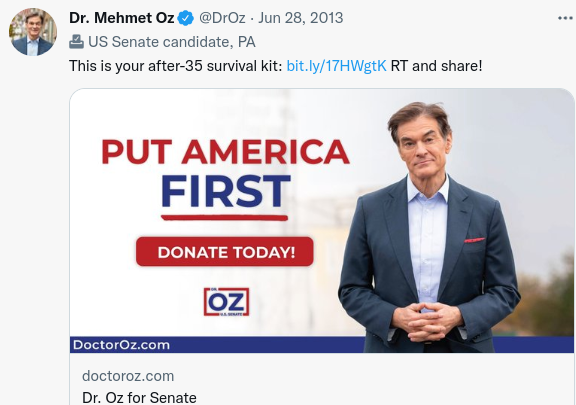 Dr. Mehmet Oz @DrOz · Jun 28, 2013
US Senate candidate, PA
This is your after-35 survival kit: bit.ly/17HWgtK RT and share!
PUT AMERICA
FIRST
DONATE TODAY!
DR.
OZ
U.S. SENATE
DoctorOz.com
doctoroz.com
Dr. Oz for Senate